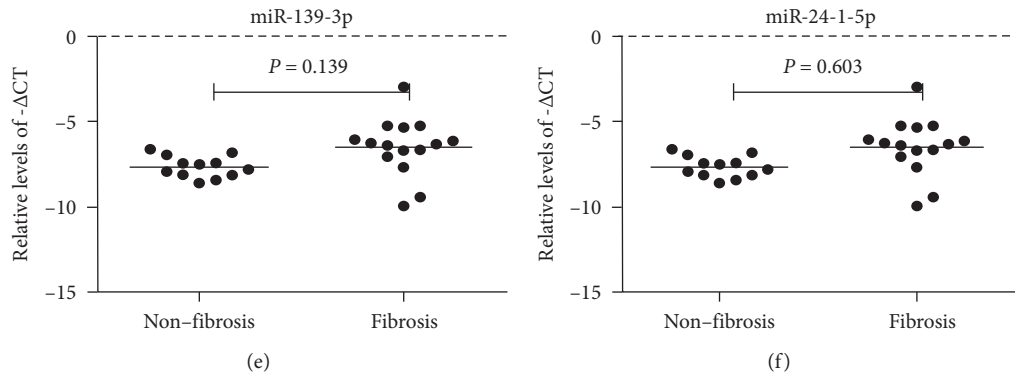 miR-139-3p
0
−5
−10
−15
Relative levels of -ΔCT
P = 0.139
Non–fibrosis
Fibrosis
(e)
miR-24-1-5p
0
−5
−10
−15
Relative levels of -ΔCT
P = 0.603
Non–fibrosis
Fibrosis
(f)